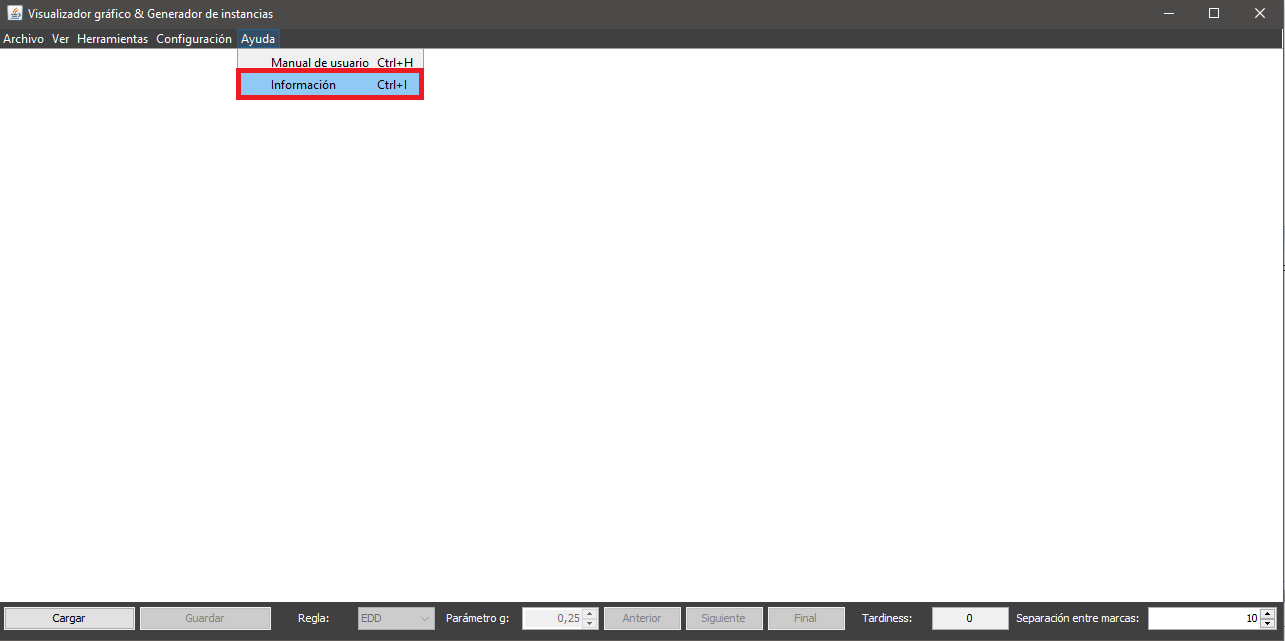 Visualizador gráfico & Generador de instancias
Archivo Ver Herramientas Configuración Ayuda
Manual de usuario Ctrl+H
Información Ctrl+I
Cargar Guardar Regla: EDD Parámetro g: 0,25 Anterior Siguiente Final Tardiness: 0 Separación entre marcas: 10